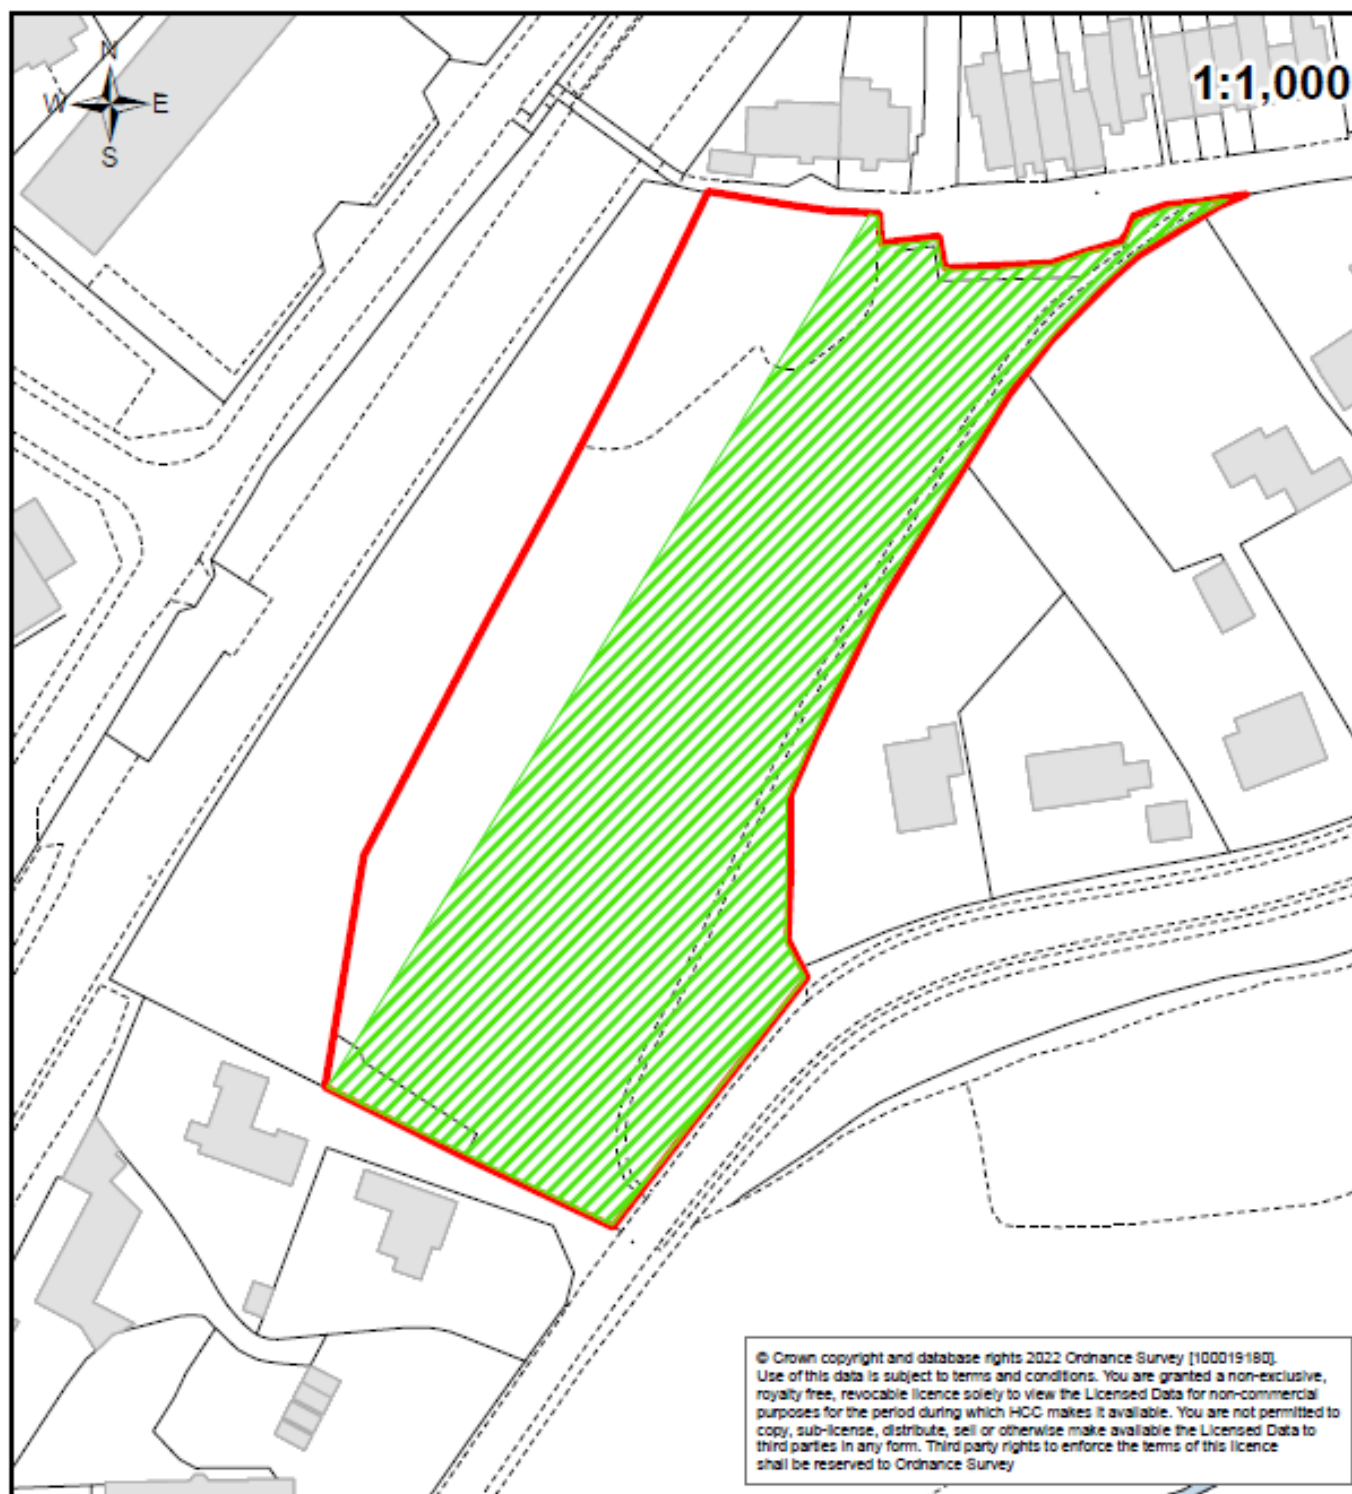 N
W E
S
1:1,000
© Crown copyright and database rights 2022 Ordnance Survey [100019180].
Use of this data is subject to terms and conditions. You are granted a non-exclusive,
royalty free, revocable licence solely to view the Licensed Data for non-commercial
purposes for the period during which HCC makes it available. You are not permitted to
copy, sub-license, distribute, sell or otherwise make available the Licensed Data to
third parties in any form. Third party rights to enforce the terms of this licence
shall be reserved to Ordnance Survey